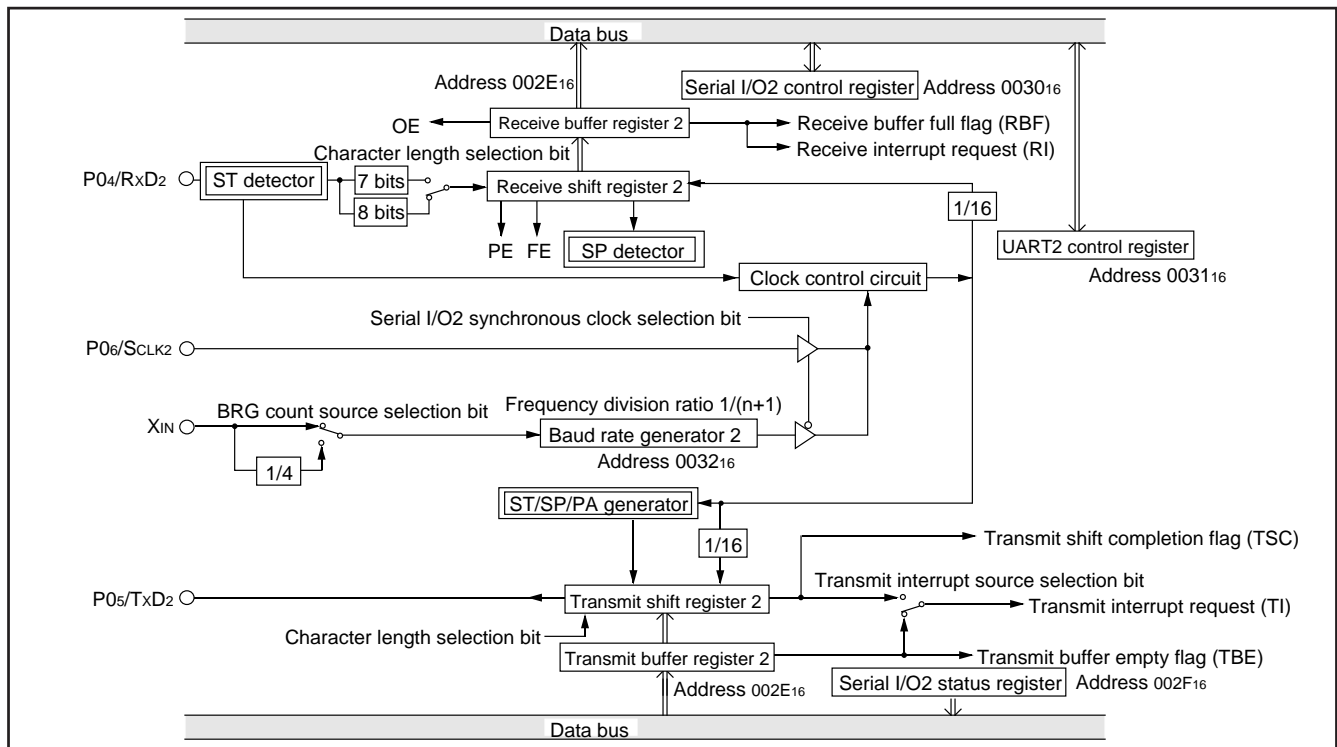 Data bus
Address 002E16
Serial I/O2 control register Address 003016
OE
Receive buffer register 2
Receive buffer full flag (RBF)
Receive interrupt request (RI)
Character length selection bit
P04/RXD2
ST detector
7 bits
8 bits
Receive shift register 2
1/16
PE FE
SP detector
UART2 control register
Address 003116
Clock control circuit
Serial I/O2 synchronous clock selection bit
P06/SCLK2
XIN
BRG count source selection bit
Frequency division ratio 1/(n+1)
Baud rate generator 2
Address 003216
1/4
ST/SP/PA generator
1/16
Transmit shift completion flag (TSC)
Transmit interrupt source selection bit
P05/TXD2
Transmit shift register 2
Transmit interrupt request (TI)
Character length selection bit
Transmit buffer register 2
Transmit buffer empty flag (TBE)
Address 002E16
Serial I/O2 status register Address 002F16
Data bus